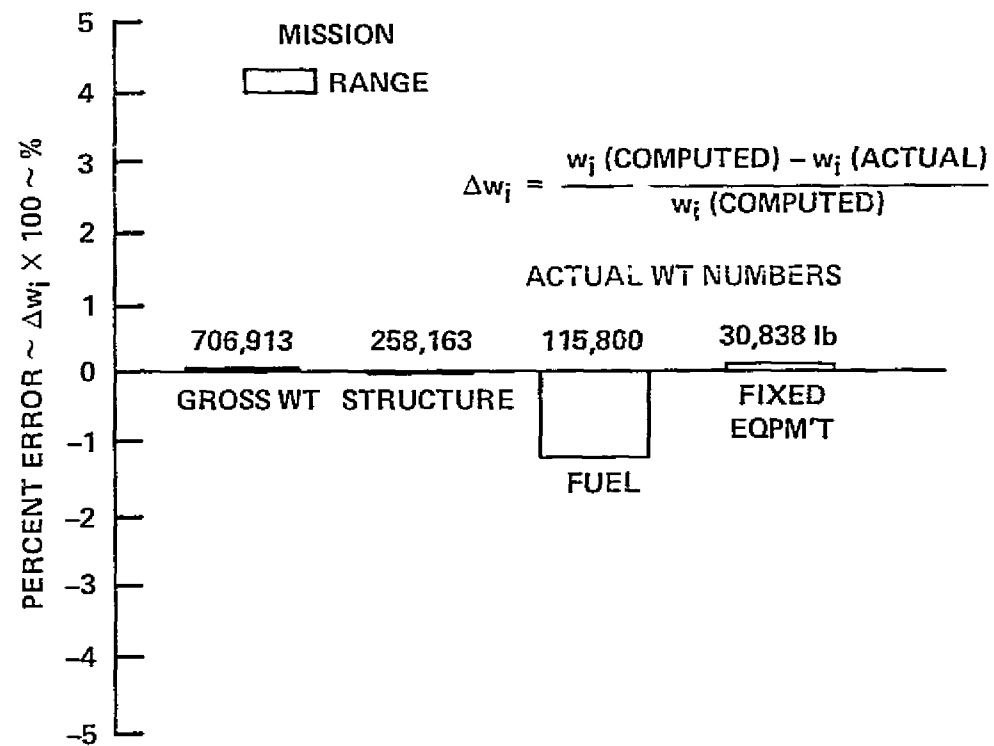 5
MISSION
RANGE
4
3
wi (COMPUTED) – wi (ACTUAL)
Δwi =
wi (COMPUTED)
2
ACTUAL WT NUMBERS
1
706,913 258,163 115,800 30,838 lb
0
GROSS WT STRUCTURE FIXED
EQPM'T
–1
FUEL
–2
–3
–4
–5
PERCENT ERROR ~ Δwi X 100 ~ %